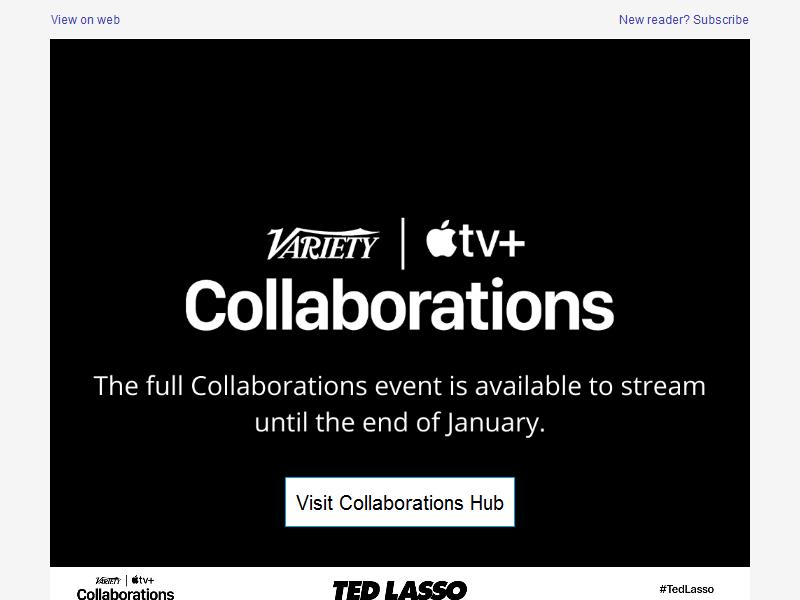 View on web
New reader? Subscribe
VARIETY | tv+
Collaborations
The full Collaborations event is available to stream
until the end of January.
Visit Collaborations Hub
VARIETY | tv+
Collaborations
TED LASSO
#TedLasso